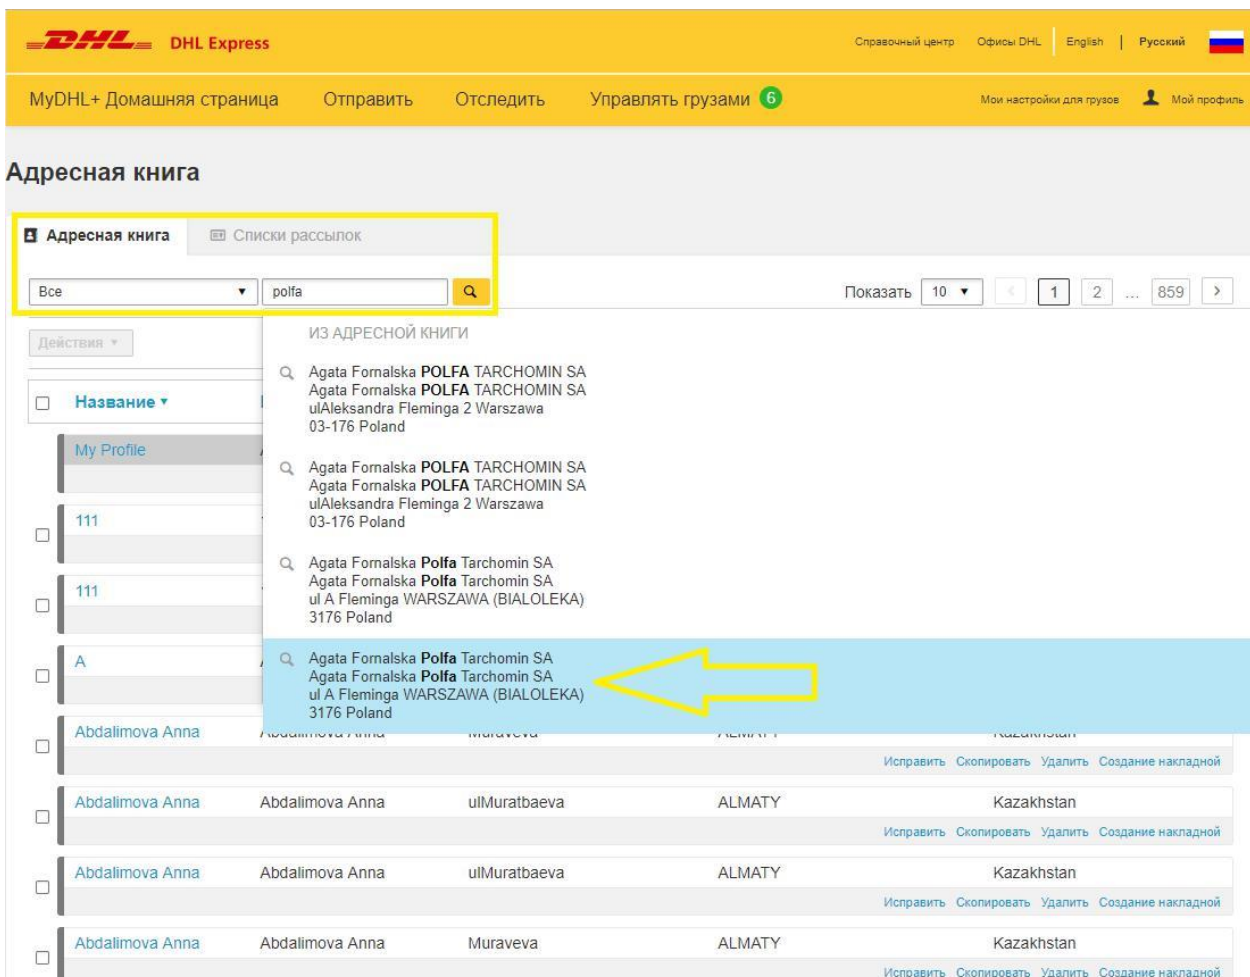 DHL DHL Express
Справочный центр Офисы DHL English | Русский
MyDHL+ Домашняя страница Отправить Отследить Управлять грузами 6 Мои настройки для грузов Мой профиль
Адресная книга
Адресная книга Списки рассылок
Все polfa Показать 10 1 2 ... 859
ИЗ АДРЕСНОЙ КНИГИ
Действия
Agata Fornalska POLFA TARCHOMIN SA
Agata Fornalska POLFA TARCHOMIN SA
ulAleksandra Fleminga 2 Warszawa
03-176 Poland
Название
My Profile
Agata Fornalska POLFA TARCHOMIN SA
Agata Fornalska POLFA TARCHOMIN SA
ulAleksandra Fleminga 2 Warszawa
03-176 Poland
111
Agata Fornalska Polfa Tarchomin SA
Agata Fornalska Polfa Tarchomin SA
ul A Fleminga WARSZAWA (BIALOLEKA)
3176 Poland
111
Agata Fornalska Polfa Tarchomin SA
Agata Fornalska Polfa Tarchomin SA
ul A Fleminga WARSZAWA (BIALOLEKA)
3176 Poland
A
Abdalimova Anna Abdalimova Anna Muraveva ALMATY Kazakhstan
Исправить Скопировать Удалить Создание накладной
Abdalimova Anna Abdalimova Anna ulMuratbaeva ALMATY Kazakhstan
Исправить Скопировать Удалить Создание накладной
Abdalimova Anna Abdalimova Anna ulMuratbaeva ALMATY Kazakhstan
Исправить Скопировать Удалить Создание накладной
Abdalimova Anna Abdalimova Anna Muraveva ALMATY Kazakhstan
Исправить Скопировать Удалить Создание накладной